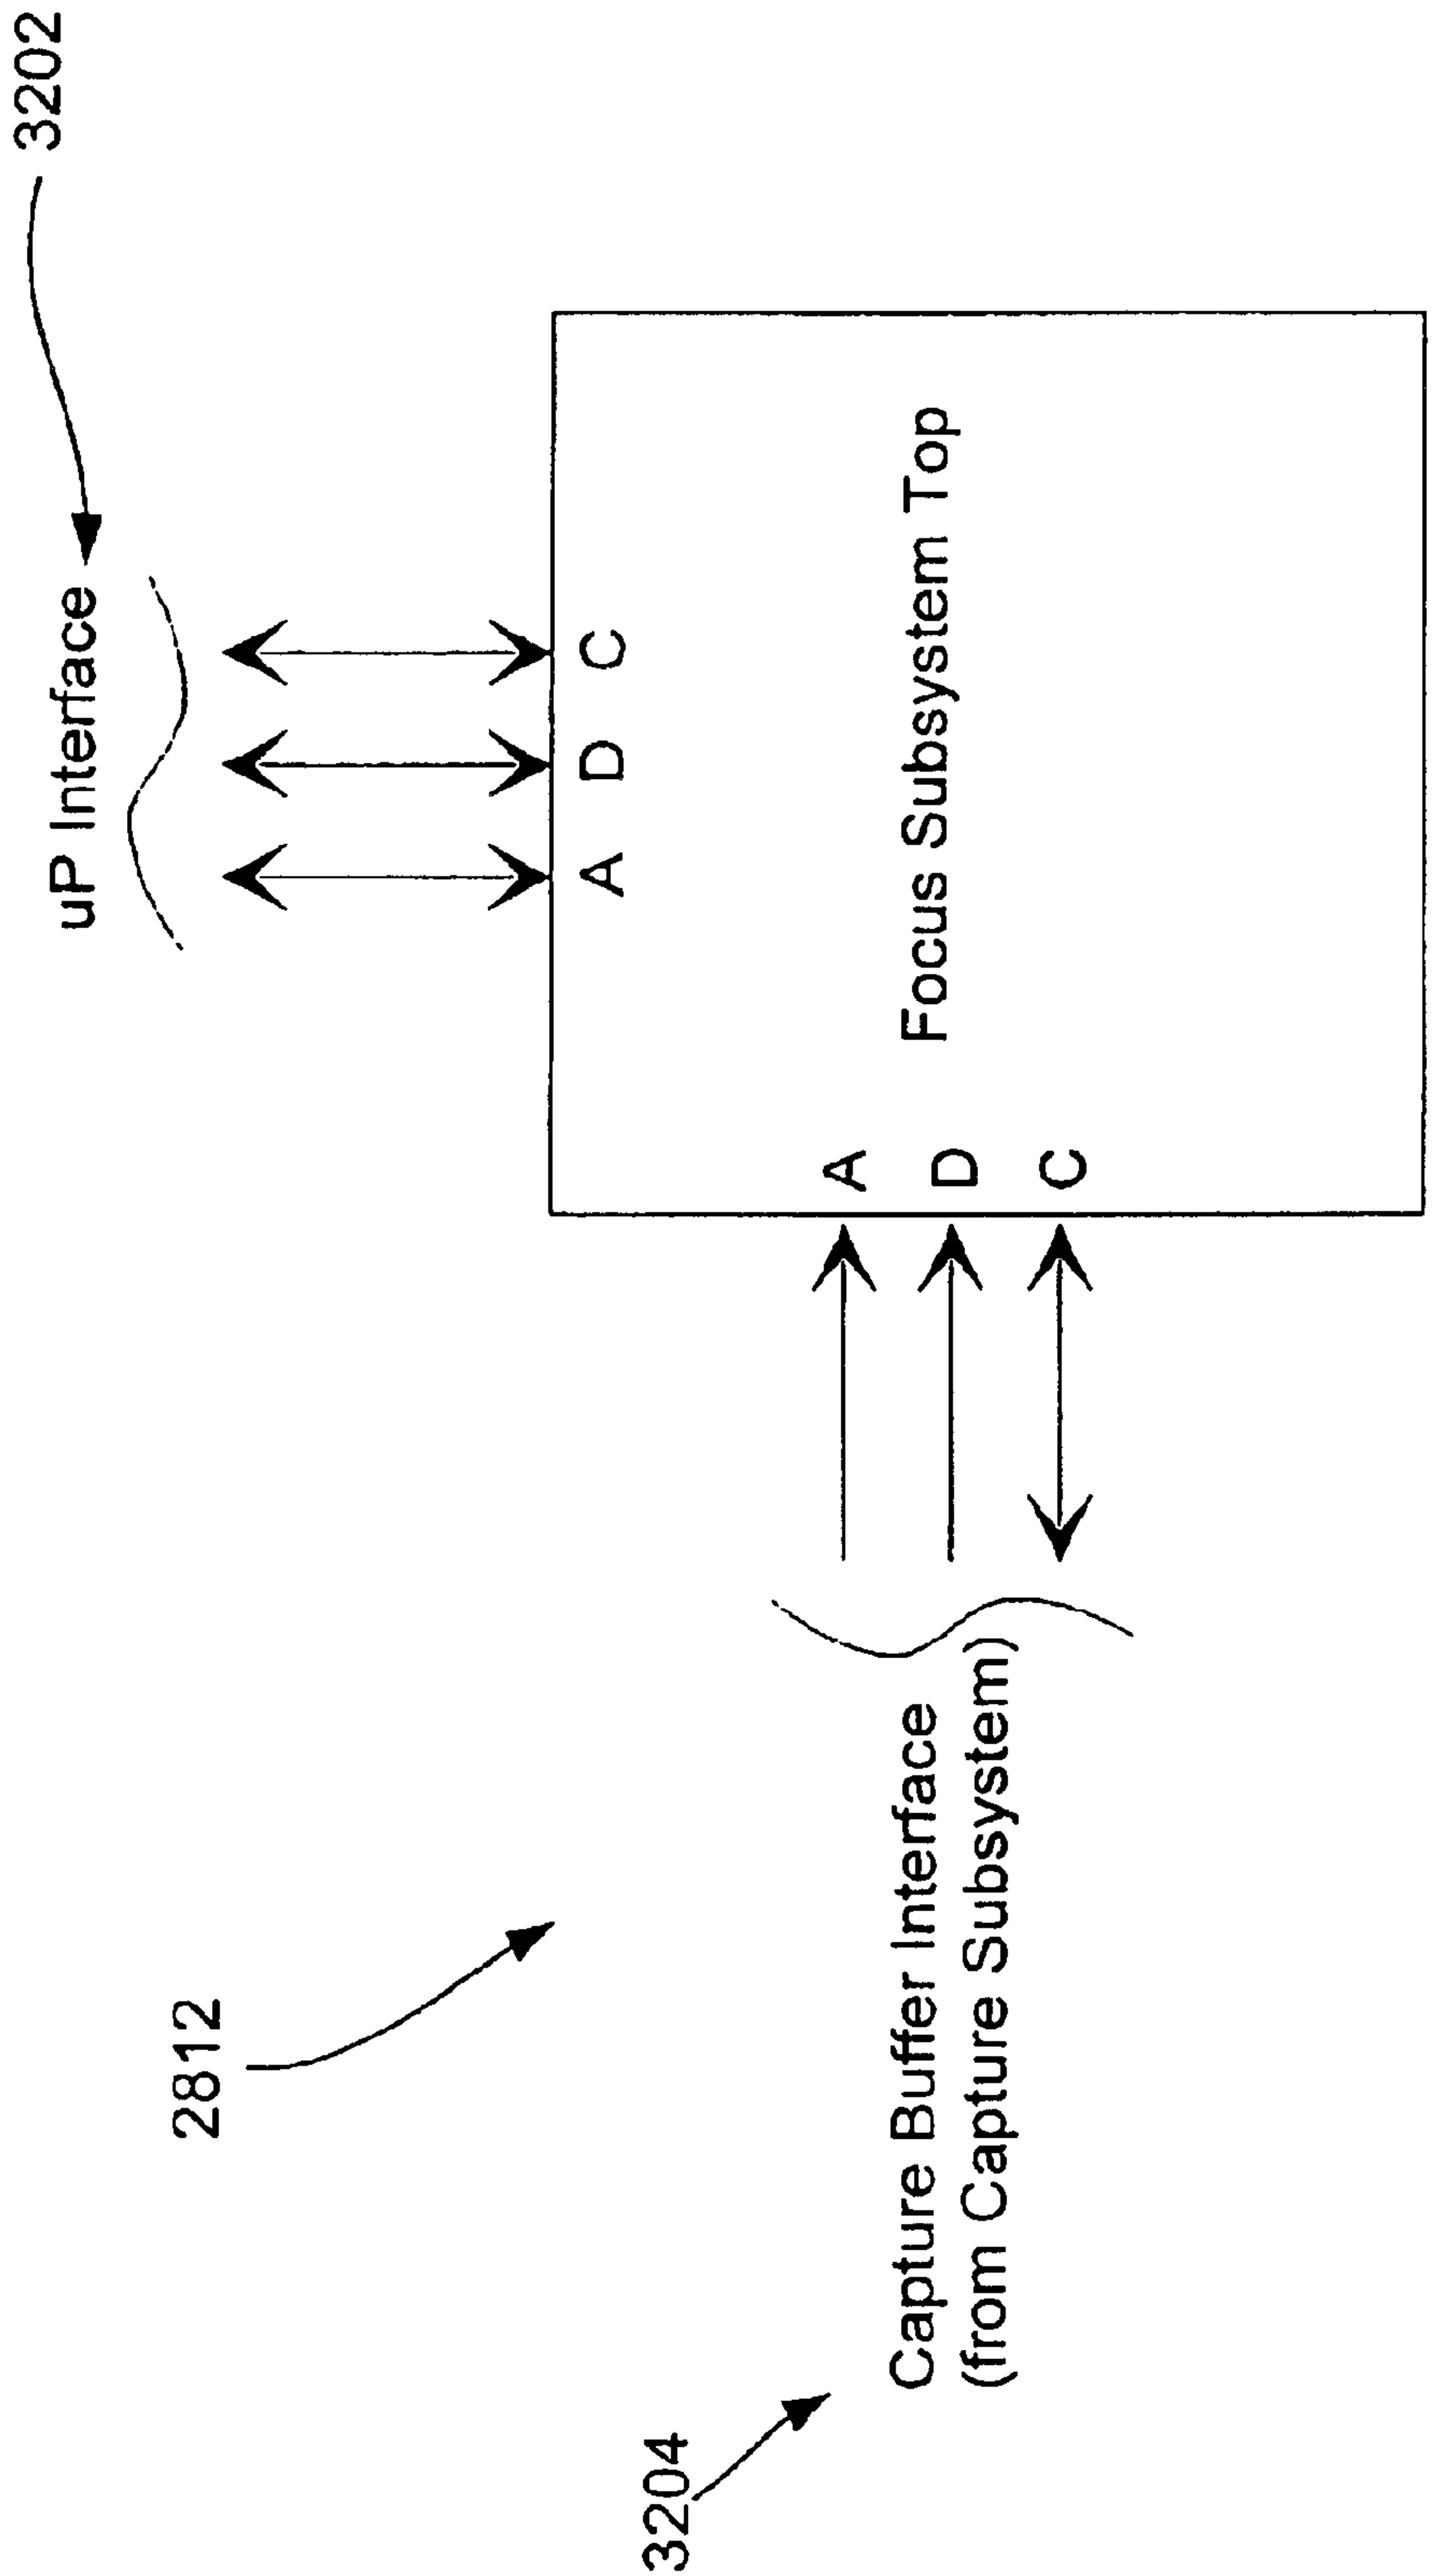 3202
uP Interface
A D C
2812
Focus Subsystem Top
A
D
C
3204
Capture Buffer Interface
(from Capture Subsystem)